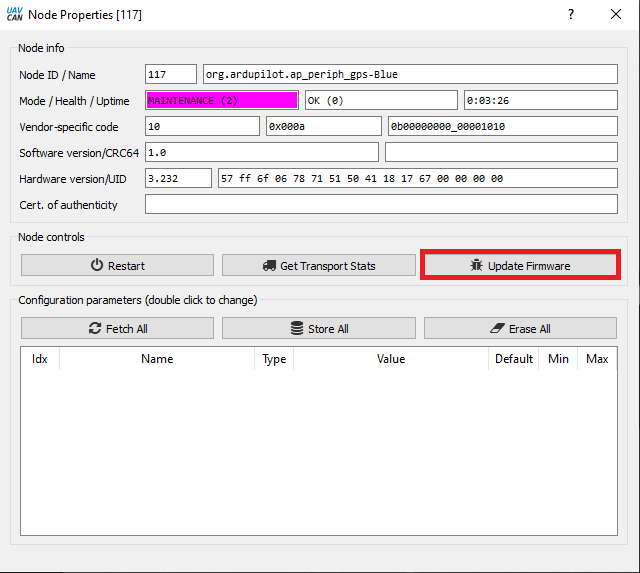 UAV
CAN
Node Properties [117]
?
Node info
Node ID / Name 117 org.ardupilot.ap_periph_gps-Blue
Mode / Health / Uptime MAINTENANCE (2) OK (0) 0:03:26
Vendor-specific code 10 0x000a 0b00000000_00001010
Software version/CRC64 1.0
Hardware version/UID 3.232 57 ff 6f 06 78 71 51 50 41 18 17 67 00 00 00 00
Cert. of authenticity
Node controls
Restart Get Transport Stats Update Firmware
Configuration parameters (double click to change)
Fetch All Store All Erase All
Idx Name Type Value Default Min Max